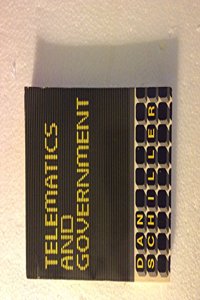 TELEMATICS
AND
GOVERNMENT
DAN
SCHILLER